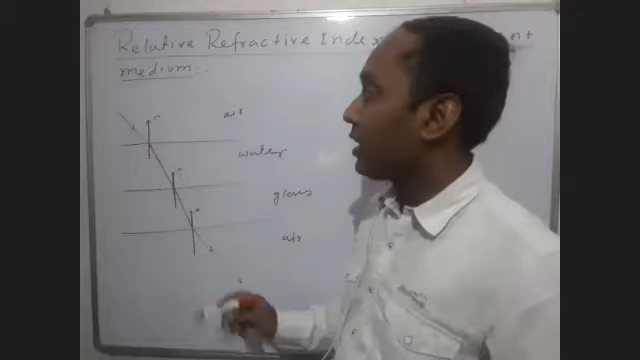 Relative Refractive Index
medium:-
air
water
glass
air